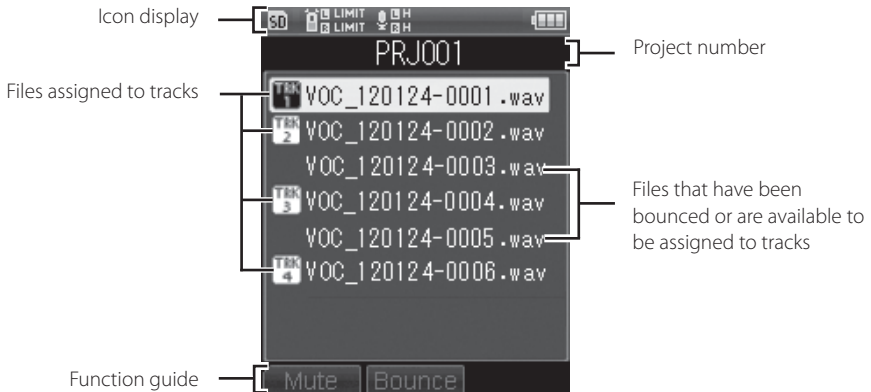 Icon display
SD L LIMIT R LIMIT L H R H
PRJ001
Project number
Files assigned to tracks
TRK 1 VOC_120124-0001.wav
TRK 2 VOC_120124-0002.wav
VOC_120124-0003.wav
TRK 3 VOC_120124-0004.wav
VOC_120124-0005.wav
TRK 4 VOC_120124-0006.wav
Files that have been
bounced or are available to
be assigned to tracks
Function guide
Mute Bounce